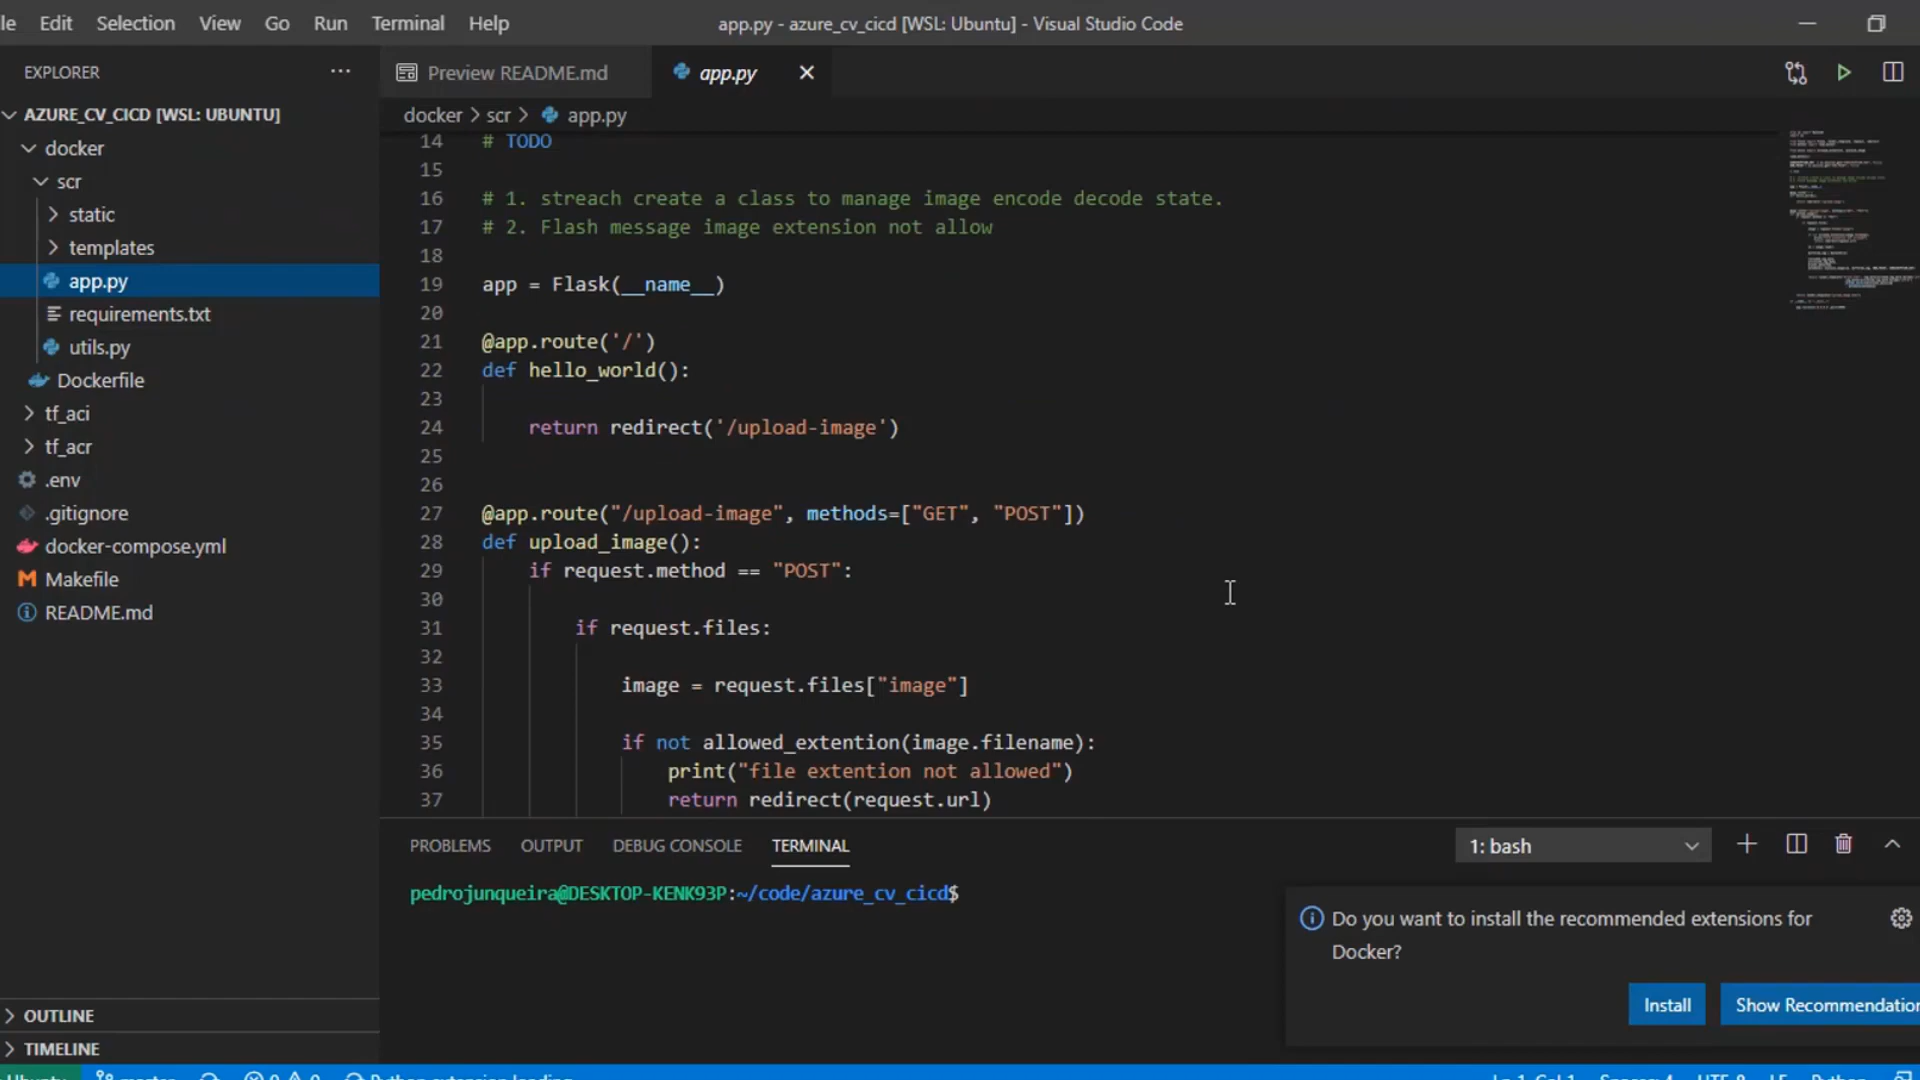 le Edit Selection View Go Run Terminal Help
app.py - azure_cv_cicd [WSL: Ubuntu] - Visual Studio Code
EXPLORER
AZURE_CV_CICD [WSL: UBUNTU]
docker
scr
static
templates
app.py
requirements.txt
utils.py
Dockerfile
tf_aci
tf_acr
.env
.gitignore
docker-compose.yml
Makefile
README.md
OUTLINE
TIMELINE
Preview README.md app.py
docker > scr > app.py
14 # TODO
15
16 # 1. streach create a class to manage image encode decode state.
17 # 2. Flash message image extension not allow
18
19 app = Flask(__name__)
20
21 @app.route('/')
22 def hello_world():
23
24 return redirect('/upload-image')
25
26
27 @app.route("/upload-image", methods=["GET", "POST"])
28 def upload_image():
29 if request.method == "POST":
30
31 if request.files:
32
33 image = request.files["image"]
34
35 if not allowed_extention(image.filename):
36 print("file extention not allowed")
37 return redirect(request.url)
PROBLEMS OUTPUT DEBUG CONSOLE TERMINAL
1: bash
pedrojunqueira@DESKTOP-KENK93P:~/code/azure_cv_cicd$
Do you want to install the recommended extensions for
Docker?
Install Show Recommendation